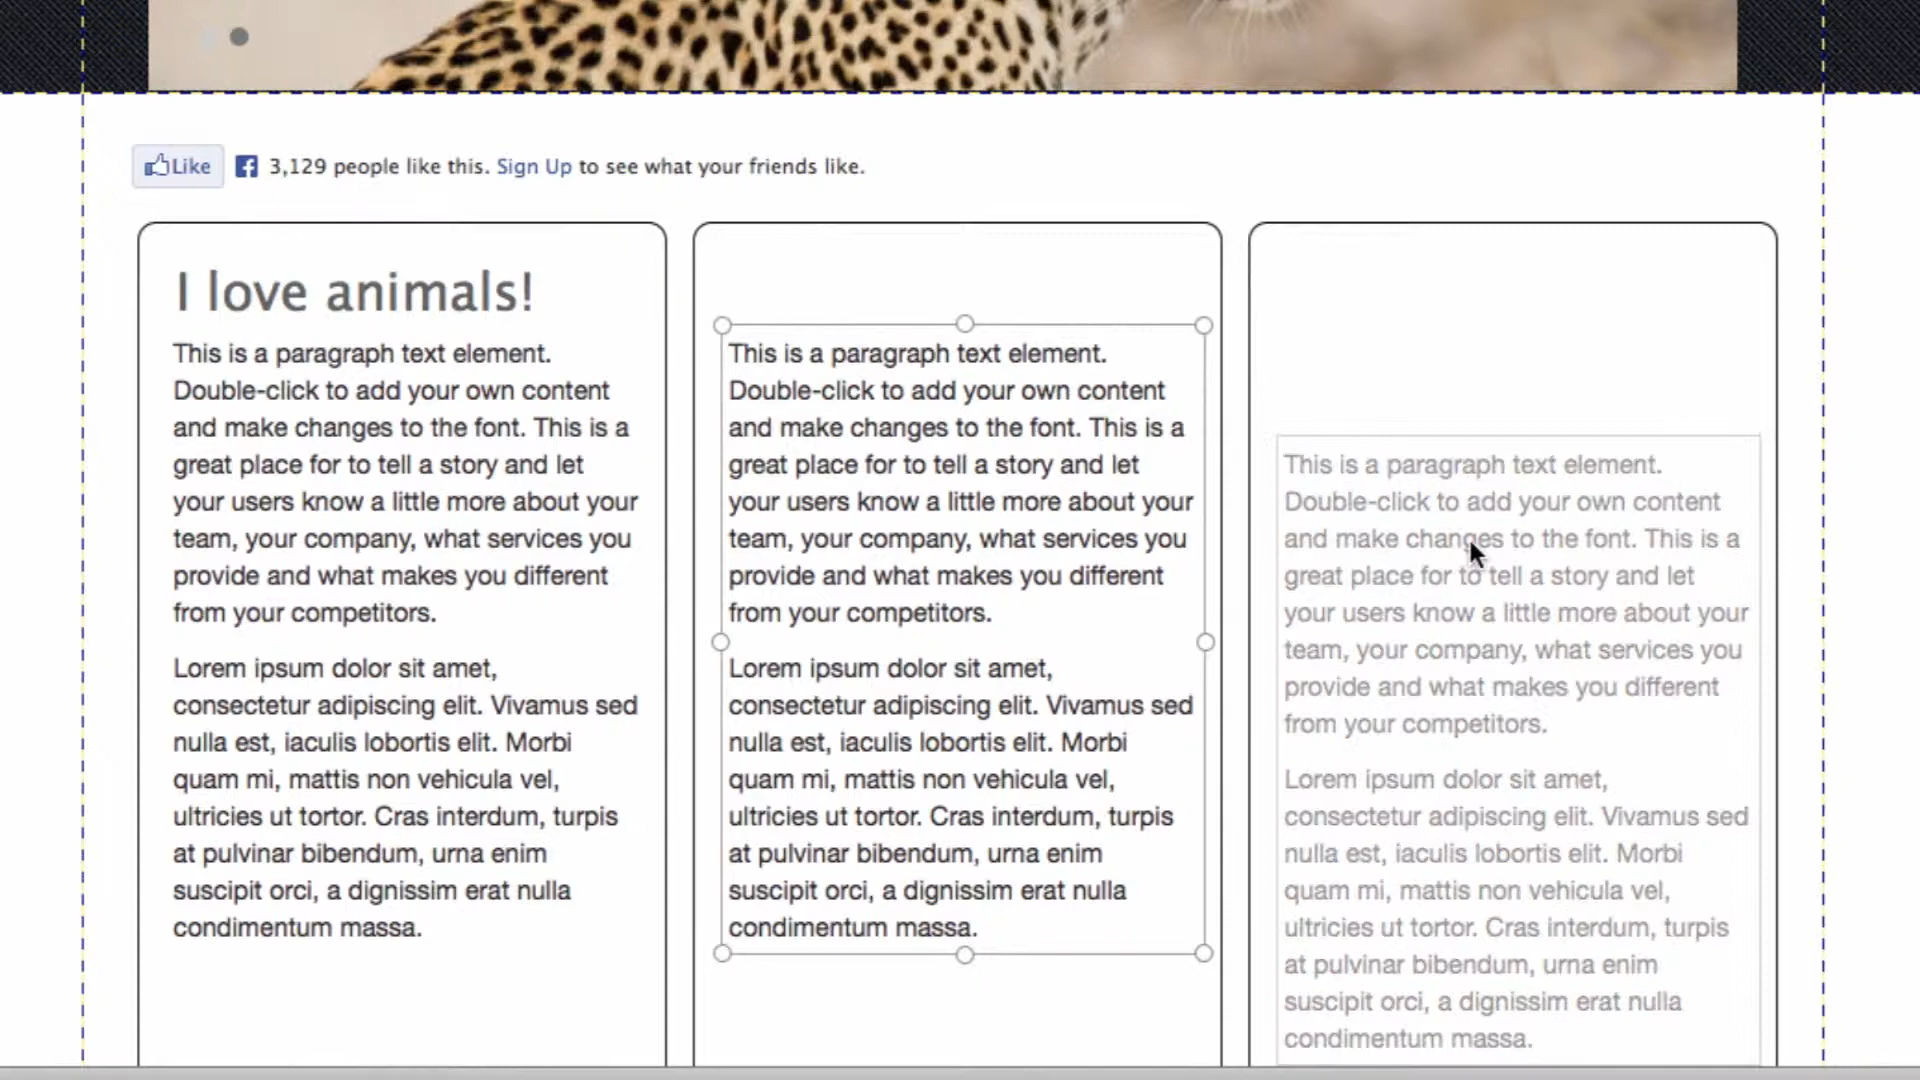 Like 3,129 people like this. Sign Up to see what your friends like.
I love animals!
This is a paragraph text element.
Double-click to add your own content
and make changes to the font. This is a
great place for to tell a story and let
your users know a little more about your
team, your company, what services you
provide and what makes you different
from your competitors.
Lorem ipsum dolor sit amet,
consectetur adipiscing elit. Vivamus sed
nulla est, iaculis lobortis elit. Morbi
quam mi, mattis non vehicula vel,
ultricies ut tortor. Cras interdum, turpis
at pulvinar bibendum, urna enim
suscipit orci, a dignissim erat nulla
condimentum massa.
This is a paragraph text element.
Double-click to add your own content
and make changes to the font. This is a
great place for to tell a story and let
your users know a little more about your
team, your company, what services you
provide and what makes you different
from your competitors.
Lorem ipsum dolor sit amet,
consectetur adipiscing elit. Vivamus sed
nulla est, iaculis lobortis elit. Morbi
quam mi, mattis non vehicula vel,
ultricies ut tortor. Cras interdum, turpis
at pulvinar bibendum, urna enim
suscipit orci, a dignissim erat nulla
condimentum massa.
This is a paragraph text element.
Double-click to add your own content
and make changes to the font. This is a
great place for to tell a story and let
your users know a little more about your
team, your company, what services you
provide and what makes you different
from your competitors.
Lorem ipsum dolor sit amet,
consectetur adipiscing elit. Vivamus sed
nulla est, iaculis lobortis elit. Morbi
quam mi, mattis non vehicula vel,
ultricies ut tortor. Cras interdum, turpis
at pulvinar bibendum, urna enim
suscipit orci, a dignissim erat nulla
condimentum massa.